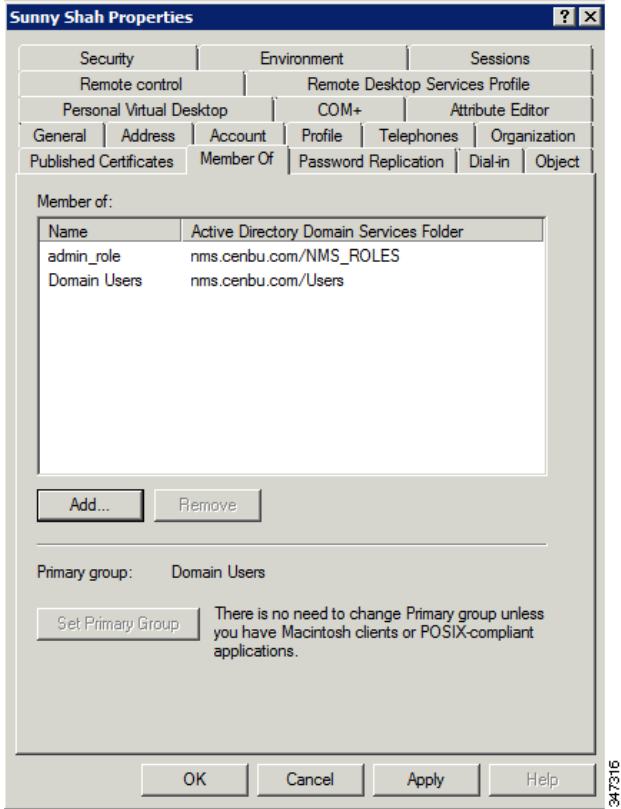 Sunny Shah Properties
Security Environment Sessions
Remote control Remote Desktop Services Profile
Personal Virtual Desktop COM+ Attribute Editor
General Address Account Profile Telephones Organization
Published Certificates Member Of Password Replication Dial-in Object
Member of:
Name Active Directory Domain Services Folder
admin_role nms.cenbu.com/NMS_ROLES
Domain Users nms.cenbu.com/Users
Add... Remove
Primary group: Domain Users
Set Primary Group
There is no need to change Primary group unless
you have Macintosh clients or POSIX-compliant
applications.
OK Cancel Apply Help
347316